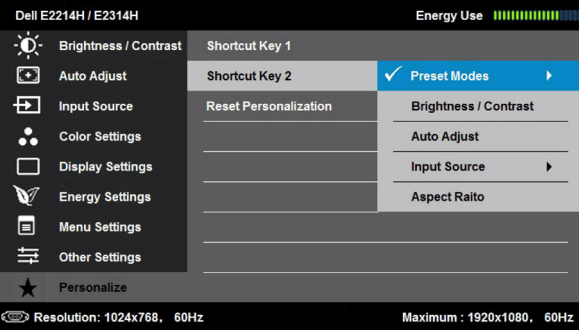 Dell E2214H / E2314H Energy Use
Brightness / Contrast Shortcut Key 1
Auto Adjust Shortcut Key 2 Preset Modes
Input Source Reset Personalization Brightness / Contrast
Color Settings Auto Adjust
Display Settings Input Source
Energy Settings Aspect Raito
Menu Settings
Other Settings
Personalize
Resolution: 1024x768, 60Hz Maximum : 1920x1080, 60Hz